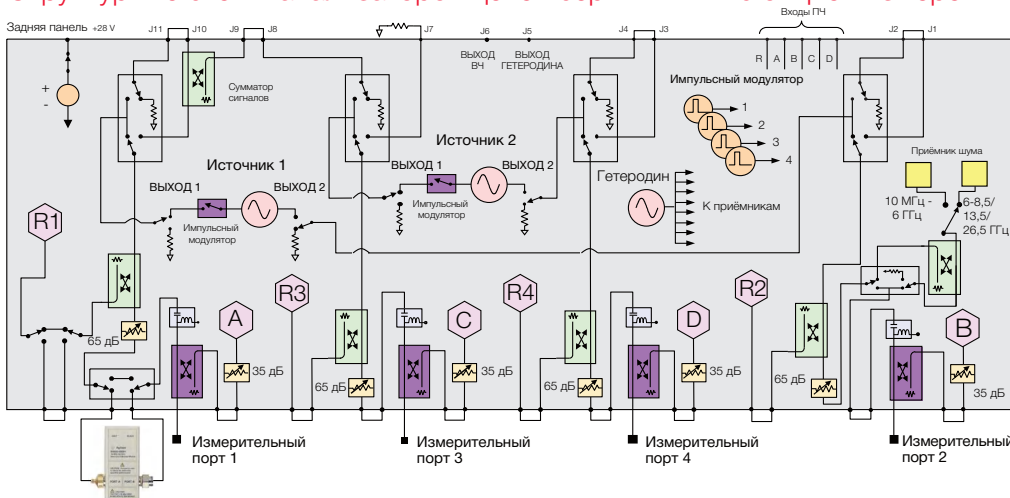 Задняя панель +28 V
J11
J10
J9
J8
J7
J6
J5
J4
J3
J2
J1
Входы ПЧ
R A B C D
ВЫХОД
ВЧ
ВЫХОД
ГЕТЕРОДИНА
+
-
Сумматор
сигналов
Импульсный модулятор
1
2
3
4
Приёмник шума
10 МГц -
6 ГГц
6-8,5/
13,5/
26,5 ГГц
Источник 1
ВЫХОД 1
ВЫХОД 2
Импульсный
модулятор
Источник 2
ВЫХОД 1
ВЫХОД 2
Импульсный
модулятор
Гетеродин
К приёмникам
R1
A
R3
C
R4
D
R2
B
65 дБ
35 дБ
65 дБ
35 дБ
65 дБ
35 дБ
65 дБ
35 дБ
Измерительный
порт 1
Измерительный
порт 3
Измерительный
порт 4
Измерительный
порт 2